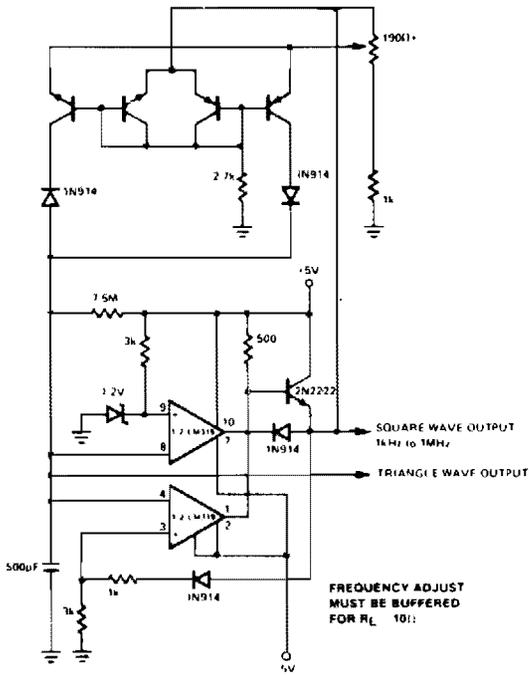 190Ω+
2.7k
1N914
1N914
1k
+5V
7.5M
3k
500
2N2222
1.2V
9
10
1/2 LM319
7
8
1N914
SQUARE WAVE OUTPUT
1kHz to 1MHz
TRIANGLE WAVE OUTPUT
4
1
1/2 LM319
2
3
500μF
1k
1N914
3k
FREQUENCY ADJUST
MUST BE BUFFERED
FOR RL 10Ω
5V